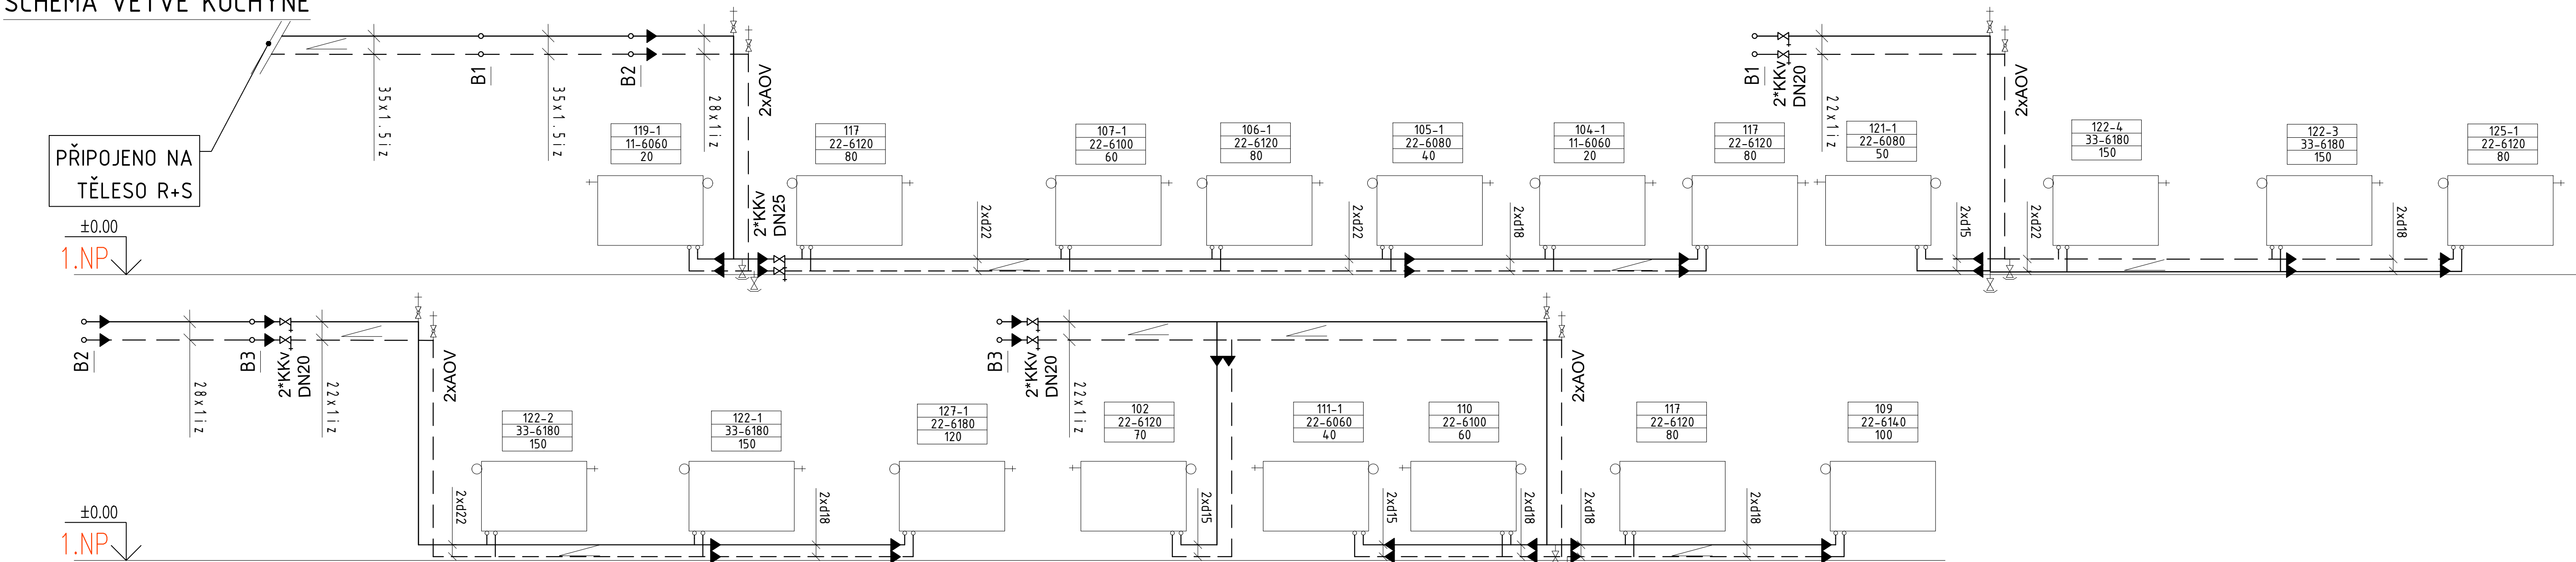 SCHEMA VĚTVE KUCHYNĚ
PŘIPOJENO NA
TĚLESO R+S
±0.00
1.NP
35x1.5iz
B1
35x1.5iz
B2
28x1iz
2xAOV
2*KKv
DN25
119-1
11-6060
20
117
22-6120
80
2xd22
107-1
22-6100
60
106-1
22-6120
80
2xd22
105-1
22-6080
40
2xd18
104-1
11-6060
20
117
22-6120
80
B1
2*KKv
DN20
22x1iz
2xAOV
121-1
22-6080
50
2xd15
2xd22
122-4
33-6180
150
122-3
33-6180
150
2xd18
125-1
22-6120
80
B2
28x1iz
B3
2*KKv
DN20
22x1iz
2xAOV
±0.00
1.NP
2xd22
122-2
33-6180
150
122-1
33-6180
150
2xd18
127-1
22-6180
120
B3
2*KKv
DN20
22x1iz
2xAOV
102
22-6120
70
2xd15
111-1
22-6060
40
2xd15
110
22-6100
60
2xd18
2xd18
117
22-6120
80
2xd18
109
22-6140
100